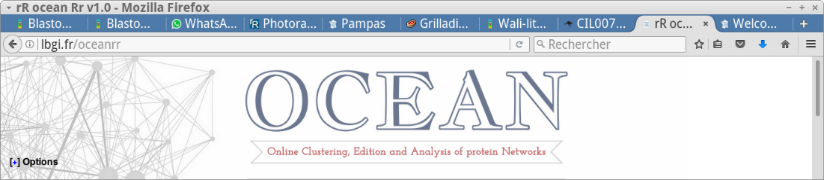 rR ocean Rr v1.0 - Mozilla Firefox
Blasto... Blasto... WhatsA... Photora... Pampas Grilladi... Wali-lit... CIL007... rR oc... × Welco... +
lbgi.fr/oceanrr Rechercher
OCEAN
Online Clustering, Edition and Analysis of protein Networks
[+] Options